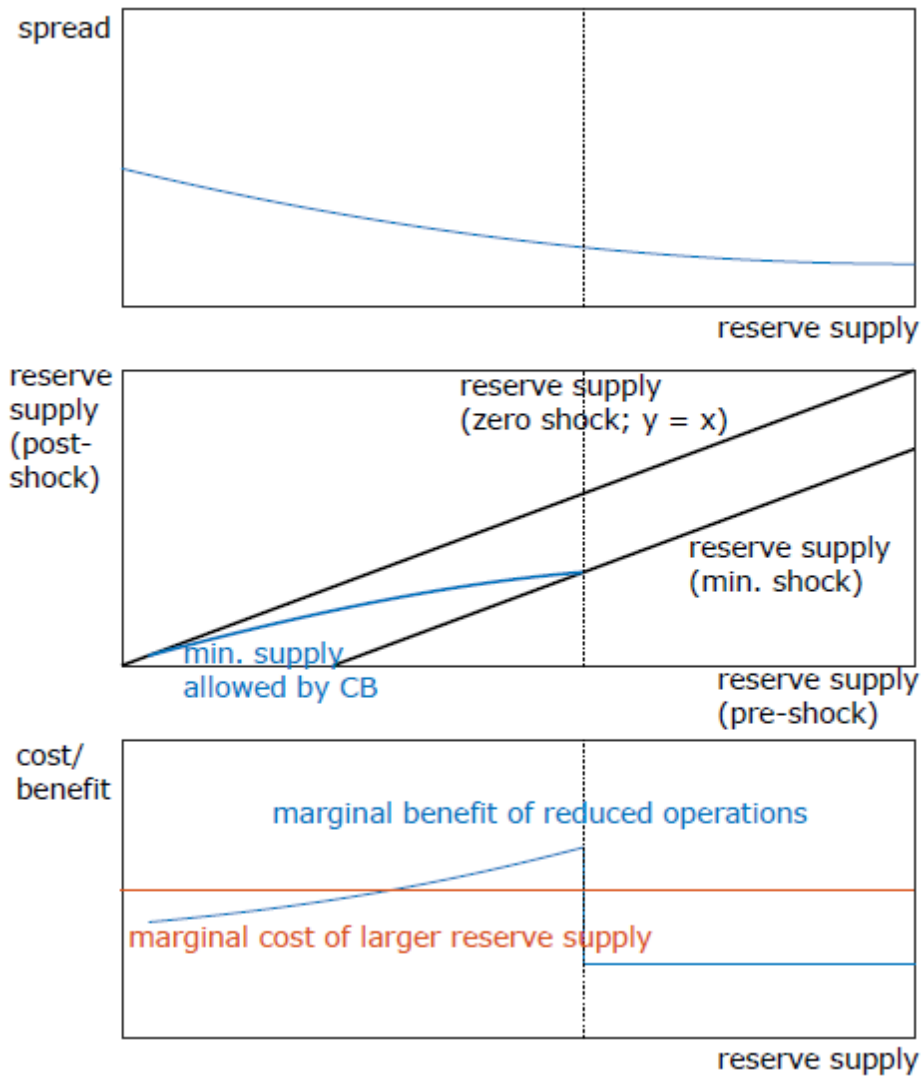 spread
reserve supply
reserve
supply
(post-
shock)
reserve supply
(zero shock; y = x)
reserve supply
(min. shock)
min. supply
allowed by CB
reserve supply
(pre-shock)
cost/
benefit
marginal benefit of reduced operations
marginal cost of larger reserve supply
reserve supply